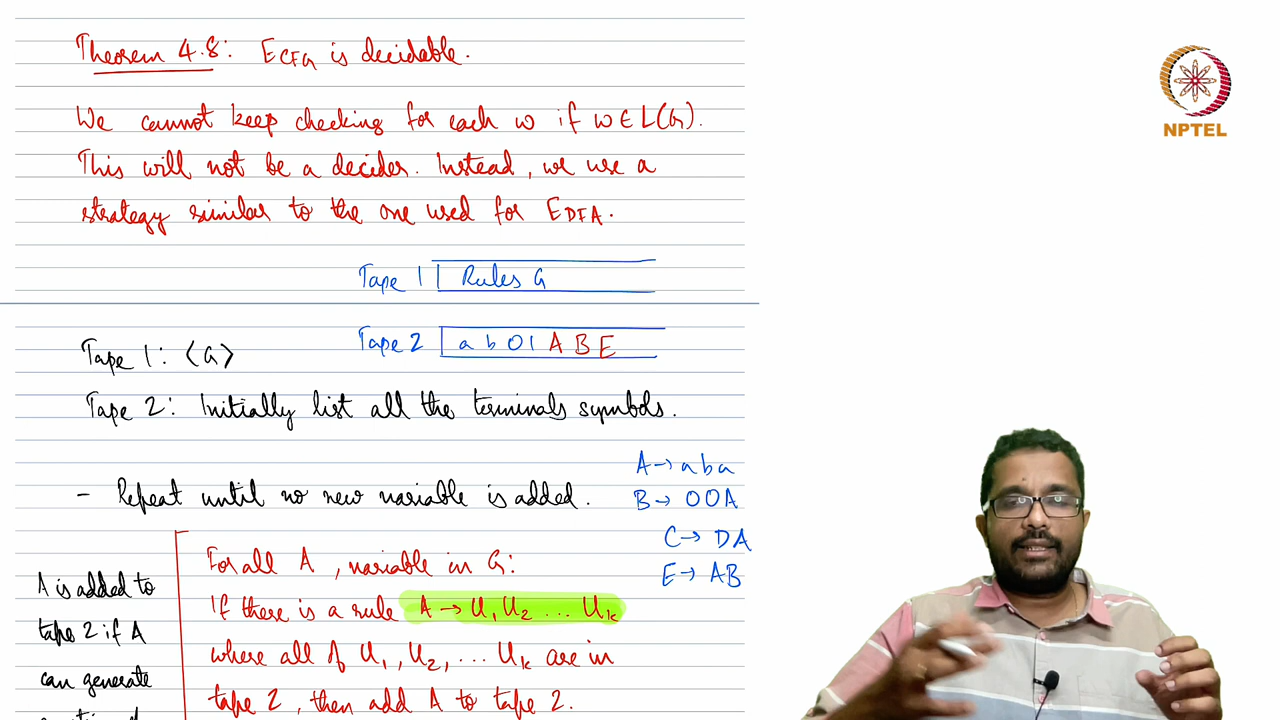 Theorem 4.8: ECFG is decidable.
We cannot keep checking for each w if w ∈ L(G).
This will not be a decider. Instead, we use a
strategy similar to the one used for EDFA.
Tape 1 Rules G
Tape 2 a b 0 1 A B E
Tape 1: ⟨G⟩
Tape 2: Initially list all the terminals symbols.
- Repeat until no new variable is added.
A → a b a
B → 0 0 A
C → D A
E → A B
For all A, variable in G:
If there is a rule A → U1 U2 ... Uk
where all of U1, U2, ... Uk are in
tape 2, then add A to tape 2.
A is added to
tape 2 if A
can generate
NPTEL